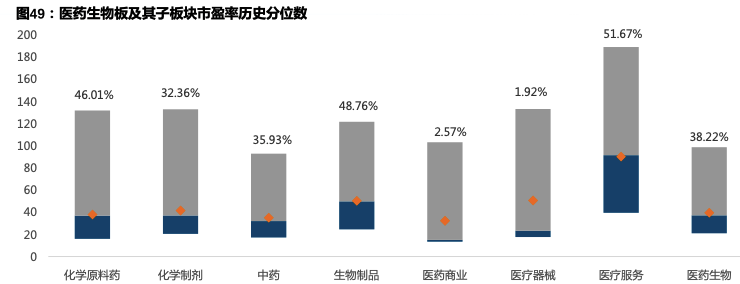 图49：医药生物板及其子板块市盈率历史分位数
200
180
160
140
120
100
80
60
40
20
0
46.01%
32.36%
35.93%
48.76%
2.57%
1.92%
51.67%
38.22%
化学原料药
化学制剂
中药
生物制品
医药商业
医疗器械
医疗服务
医药生物